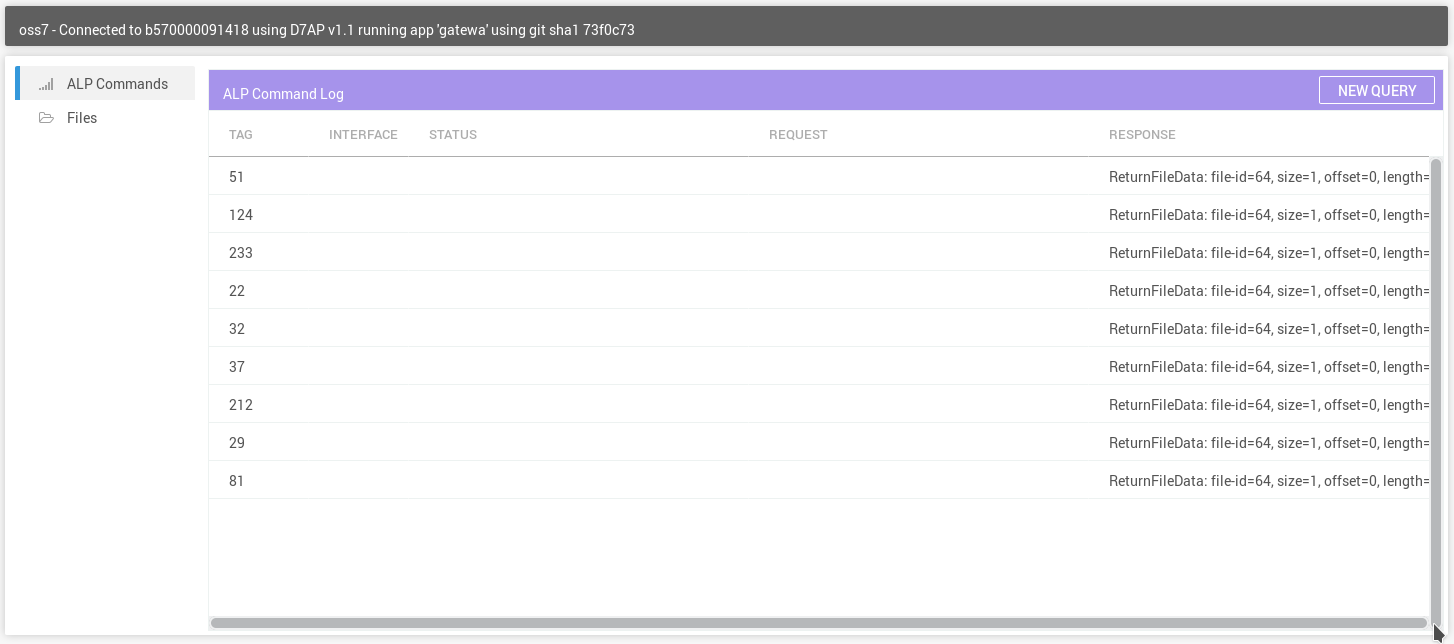 oss7 - Connected to b570000091418 using D7AP v1.1 running app 'gatewa' using git sha1 73f0c73
ALP Commands
Files
ALP Command Log
NEW QUERY
TAG INTERFACE STATUS REQUEST RESPONSE
51 ReturnFileData: file-id=64, size=1, offset=0, length=
124 ReturnFileData: file-id=64, size=1, offset=0, length=
233 ReturnFileData: file-id=64, size=1, offset=0, length=
22 ReturnFileData: file-id=64, size=1, offset=0, length=
32 ReturnFileData: file-id=64, size=1, offset=0, length=
37 ReturnFileData: file-id=64, size=1, offset=0, length=
212 ReturnFileData: file-id=64, size=1, offset=0, length=
29 ReturnFileData: file-id=64, size=1, offset=0, length=
81 ReturnFileData: file-id=64, size=1, offset=0, length=